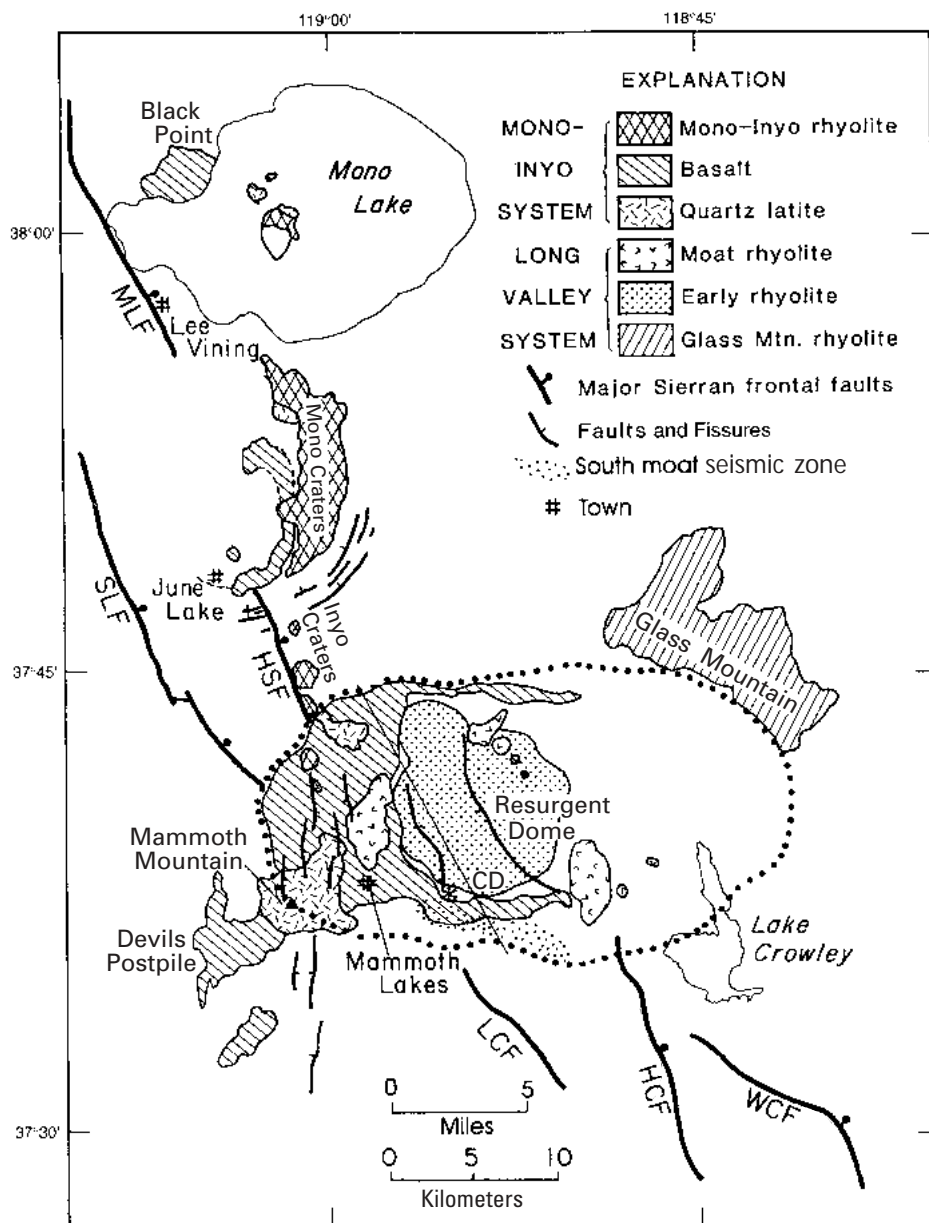 119°00'
118°45'
EXPLANATION
MONO-
INYO
SYSTEM
Mono-Inyo rhyolite
Basalt
Quartz latite
LONG
VALLEY
SYSTEM
Moat rhyolite
Early rhyolite
Glass Mtn. rhyolite
Major Sierran frontal faults
Faults and Fissures
South moat seismic zone
# Town
Black
Point
Mono
Lake
38°00'
MLF
Lee
Vining
Mono Craters
SLF
June
Lake
HSF
Inyo
Craters
Glass Mountain
37°45'
Resurgent
Dome
Mammoth
Mountain
CD
Devils
Postpile
Mammoth
Lakes
Lake
Crowley
LCF
HCF
WCF
0 5
Miles
37°30'
0 5 10
Kilometers